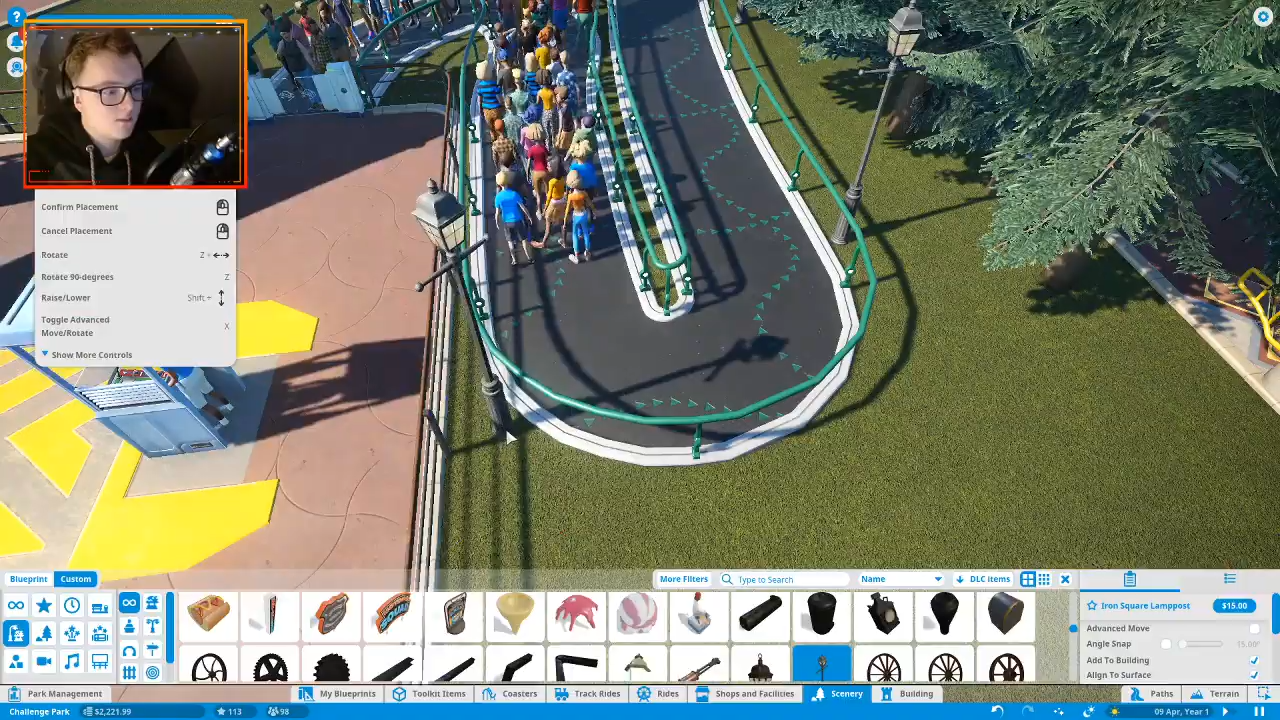 ?
Confirm Placement
Cancel Placement
Rotate Z +
Rotate 90-degrees Z
Raise/Lower Shift +
Toggle Advanced
Move/Rotate X
Show More Controls
Blueprint Custom
More Filters Type to Search Name DLC items
Iron Square Lamppost $15.00
Advanced Move
Angle Snap 15.00°
Add To Building
Align To Surface
Park Management My Blueprints Toolkit Items Coasters Track Rides Rides Shops and Facilities Scenery Building Paths Terrain
Challenge Park $2,221.99 113 98 09 Apr, Year 1